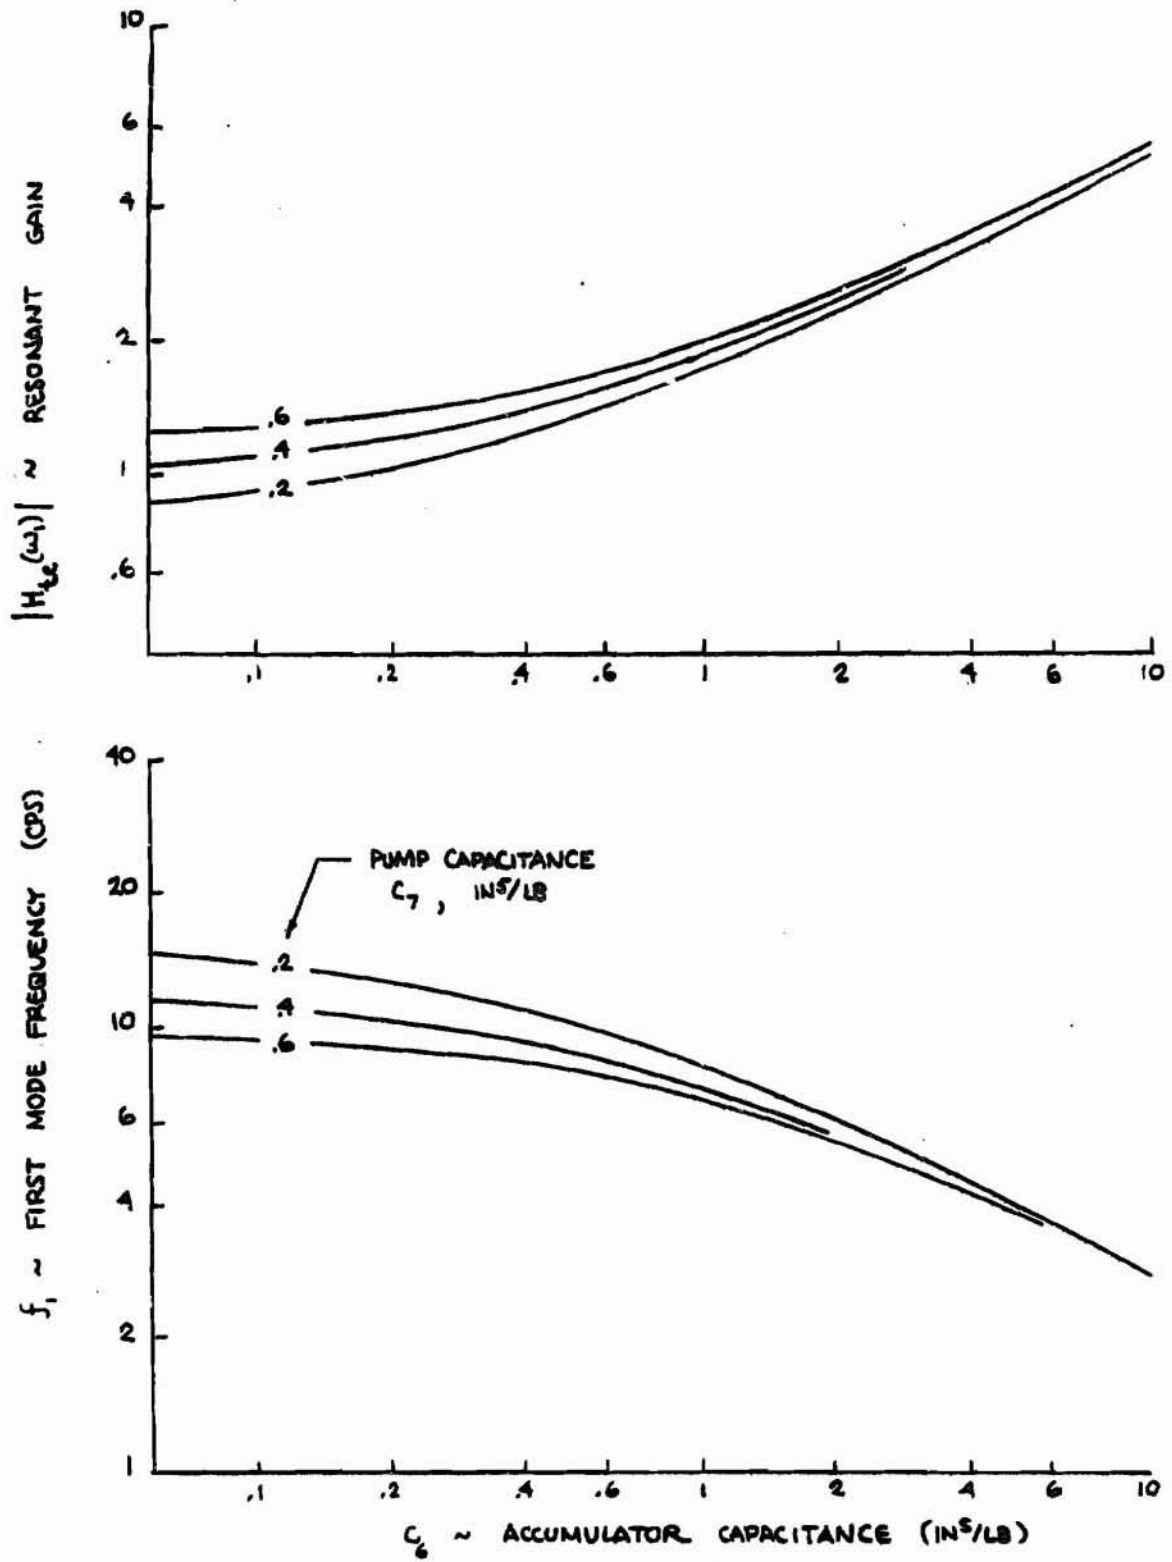 10
6
4
2
1
.6
|H_te(ω₁)| ~ RESONANT GAIN
.6
.4
.2
.1 .2 .4 .6 1 2 4 6 10
40
20
10
6
4
2
1
f₁ ~ FIRST MODE FREQUENCY (CPS)
PUMP CAPACITANCE
C₇, IN⁵/LB
.2
.4
.6
.1 .2 .4 .6 1 2 4 6 10
C₆ ~ ACCUMULATOR CAPACITANCE (IN⁵/LB)